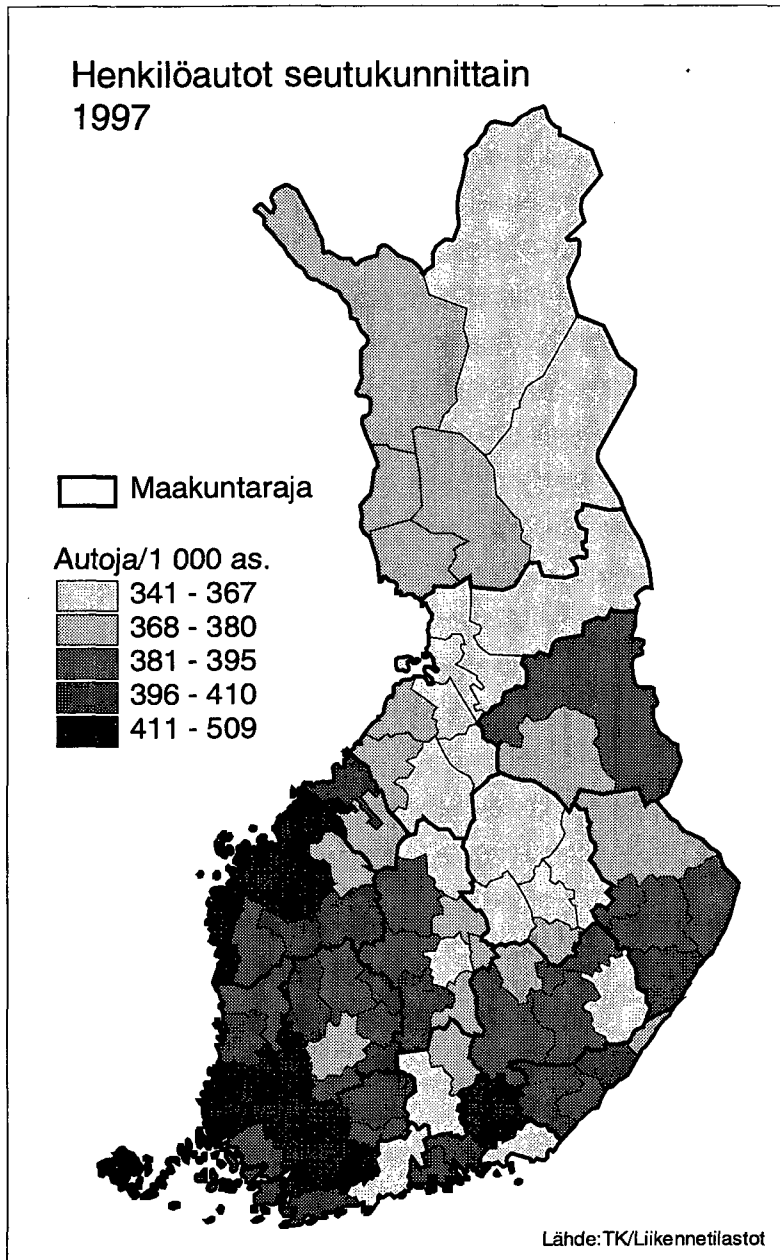 Henkilöautot seutukunnittain
1997
Maakuntaraja
Autoja/1 000 as.
341 - 367
368 - 380
381 - 395
396 - 410
411 - 509
Lähde:TK/Liikennetilastot